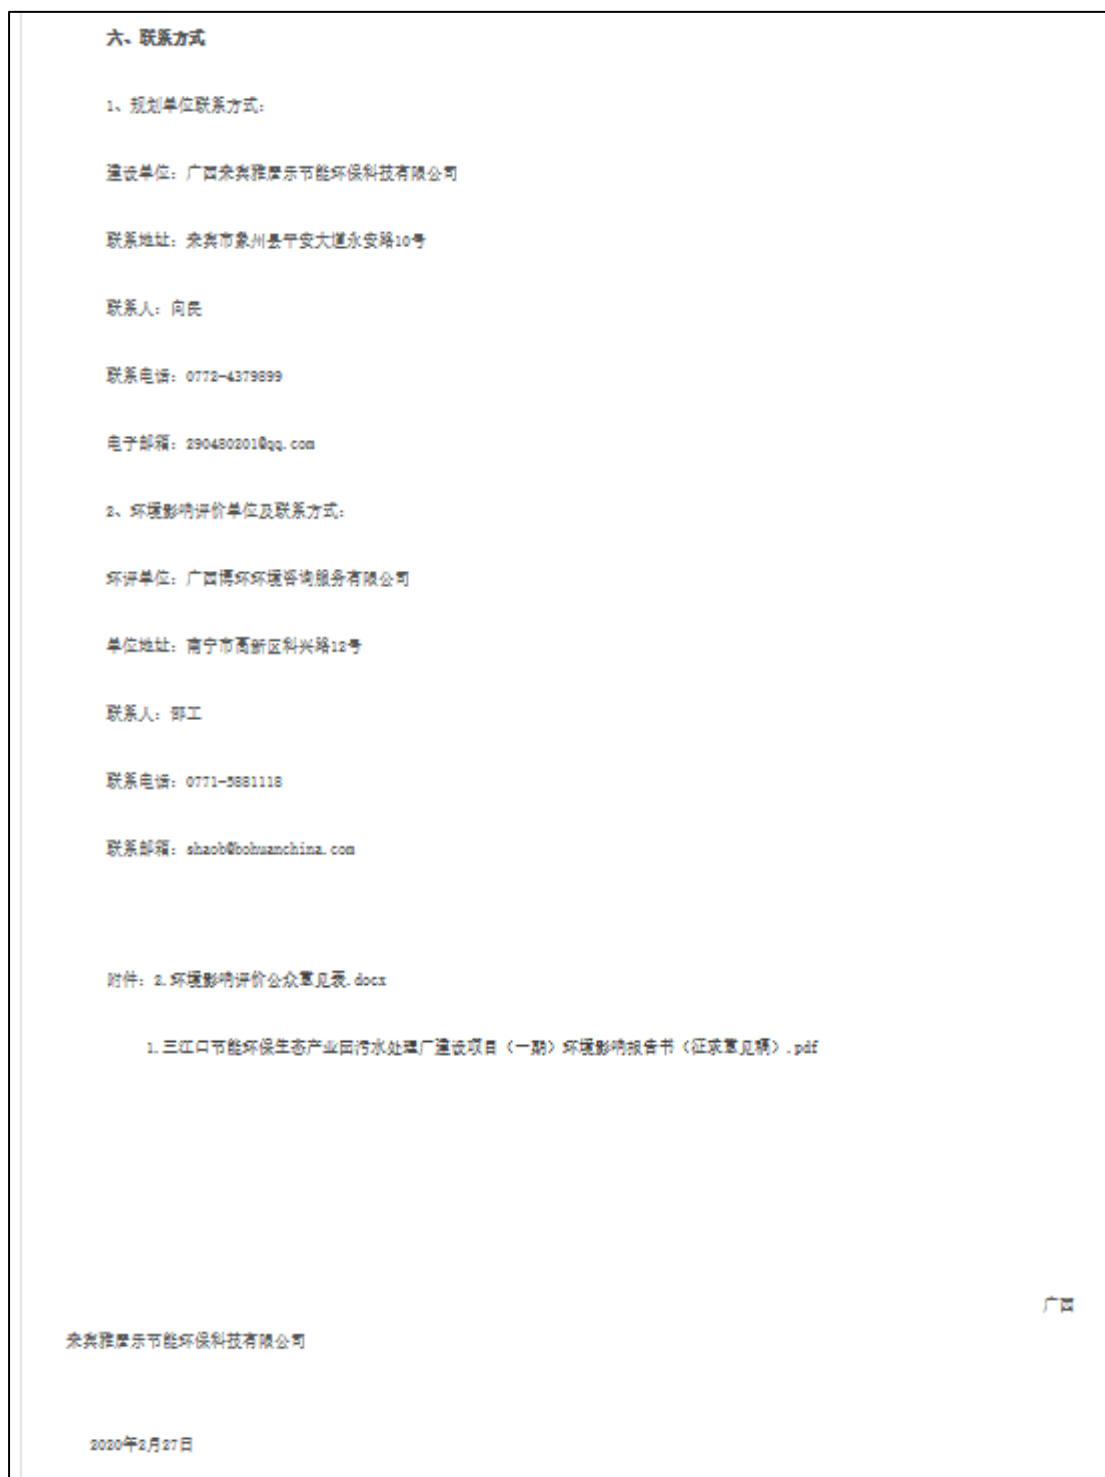 六、联系方式
1、规划单位联系方式：
建设单位：广西来宾雅居乐节能环保科技有限公司
联系地址：来宾市象州县平安大道永安路10号
联系人：向民
联系电话：0772-4379899
电子邮箱：290480201@qq.com
2、环境影响评价单位及联系方式：
环评单位：广西博环环境咨询服务有限公司
单位地址：南宁市高新区科兴路12号
联系人：邵工
联系电话：0771-5881118
联系邮箱：shaob@bohuanchina.com
附件：2.环境影响评价公众意见表.docx
1.三江口节能环保生态产业园污水处理厂建设项目（一期）环境影响报告书（征求意见稿）.pdf
广西
来宾雅居乐节能环保科技有限公司
2020年2月27日